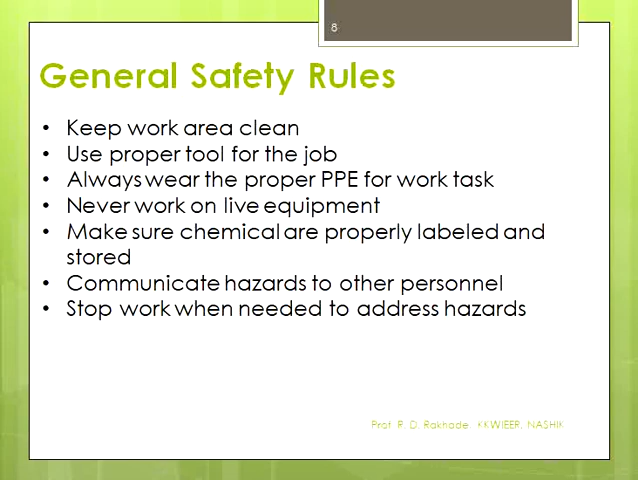 8
General Safety Rules
• Keep work area clean
• Use proper tool for the job
• Always wear the proper PPE for work task
• Never work on live equipment
• Make sure chemical are properly labeled and
stored
• Communicate hazards to other personnel
• Stop work when needed to address hazards
Prof. R. D. Rakhade. KKWIEER, NASHIK